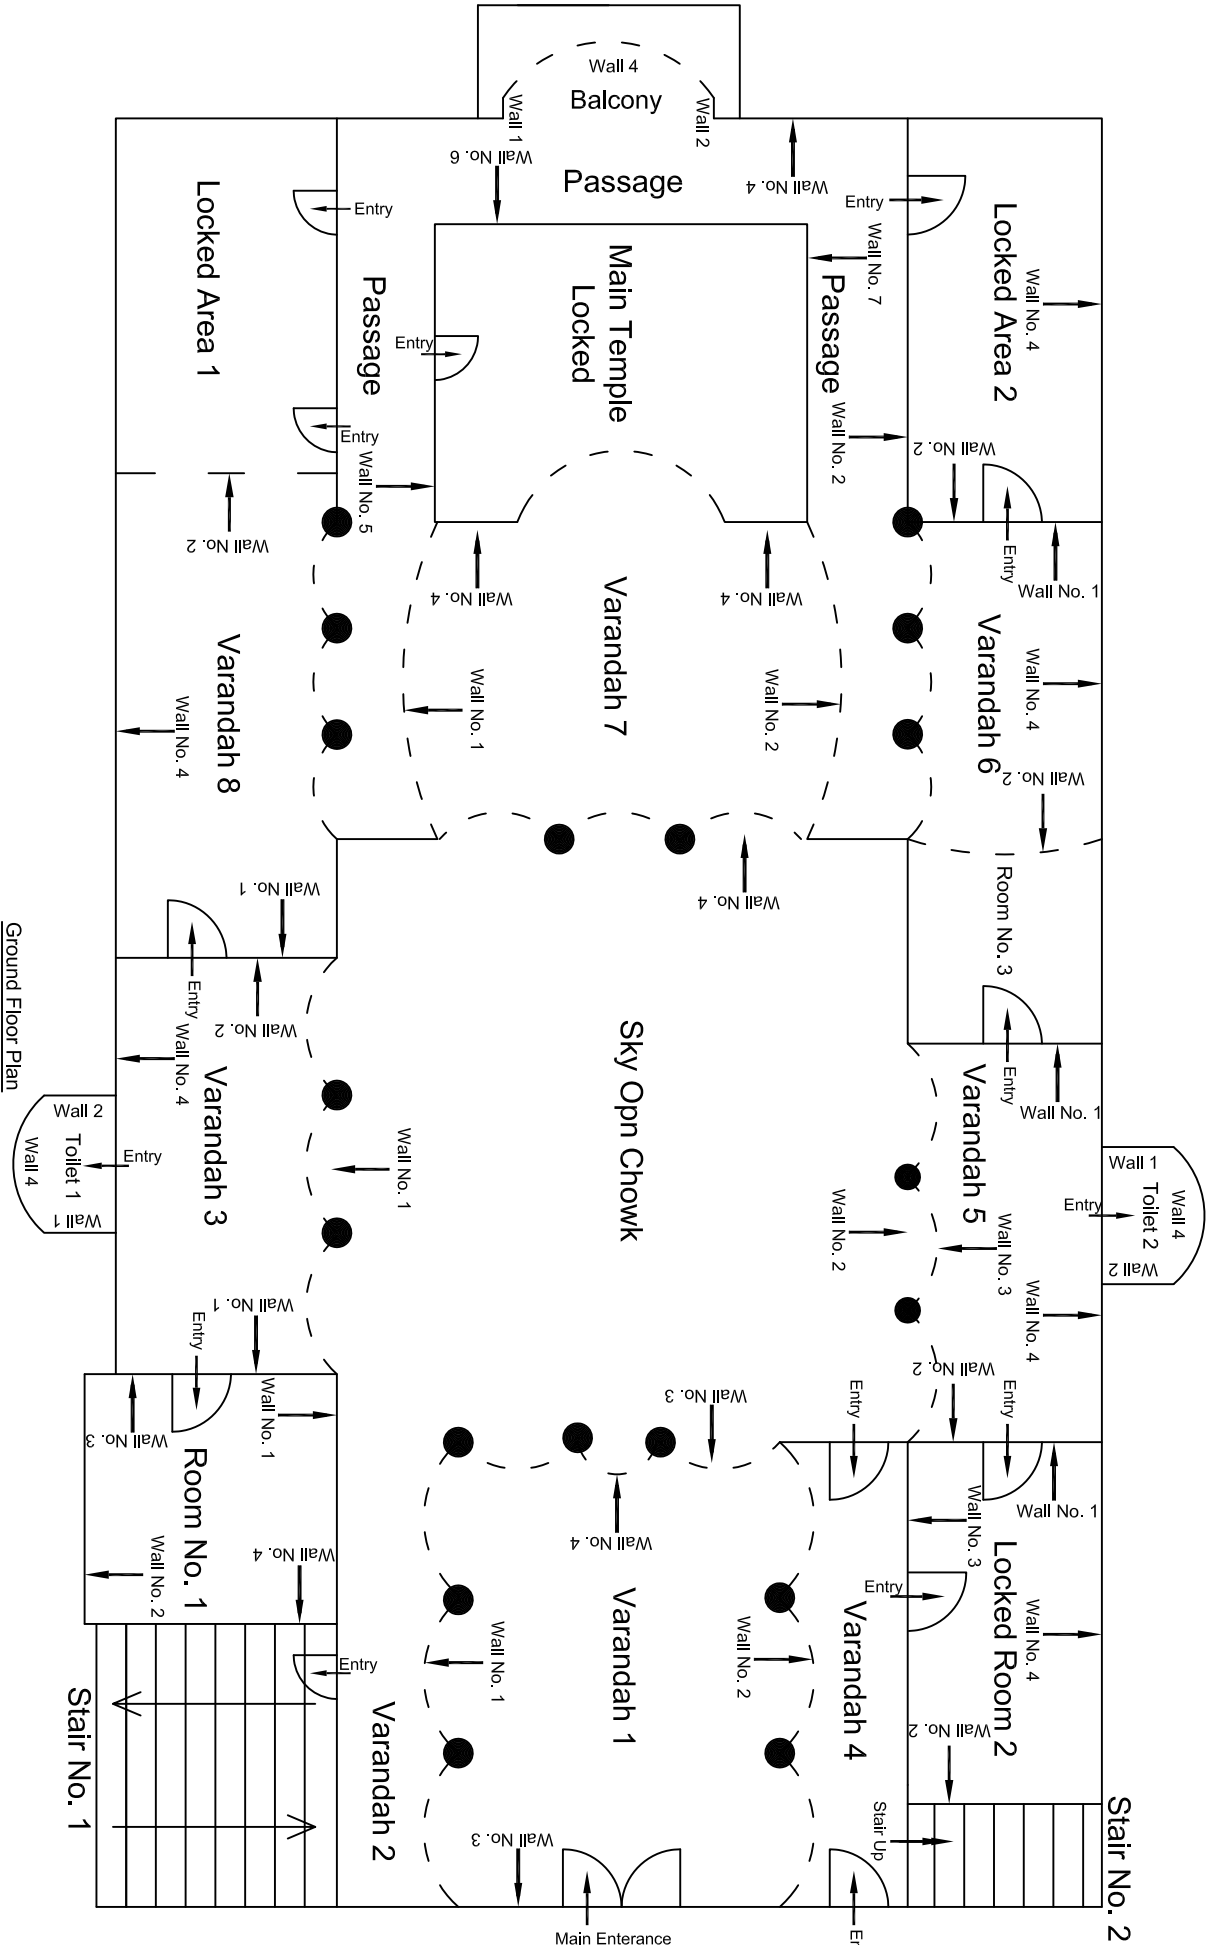 Wall 4
Balcony
Wall 1
Wall 2
Wall No. 6
Wall No. 4
Passage
Locked Area 1
Entry
Passage
Entry
Main Temple
Locked
Entry
Wall No. 7
Passage
Locked Area 2
Wall No. 4
Entry
Wall No. 5
Wall No. 2
Wall No. 2
Wall No. 2
Entry
Wall No. 1
Wall No. 4
Wall No. 4
Varandah 7
Varandah 8
Wall No. 4
Wall No. 1
Wall No. 2
Varandah 6
Wall No. 4
Wall No. 2
Wall No. 1
Wall No. 4
Room No. 3
Entry
Wall No. 2
Entry
Wall No. 1
Ground Floor Plan
Sky Opn Chowk
Wall No. 4
Varandah 3
Wall 2
Toilet 1
Wall 4
Wall 1
Entry
Wall No. 1
Wall No. 2
Varandah 5
Wall No. 3
Wall 1
Toilet 2
Wall 4
Wall 2
Entry
Wall No. 4
Wall No. 1
Entry
Wall No. 3
Wall No. 1
Room No. 1
Wall No. 2
Wall No. 4
Wall No. 3
Wall No. 4
Entry
Wall No. 2
Entry
Wall No. 1
Wall No. 3
Entry
Locked Room 2
Wall No. 4
Wall No. 2
Varandah 1
Wall No. 1
Wall No. 2
Varandah 4
Entry
Stair No. 1
Varandah 2
Wall No. 3
Stair Up
Stair No. 2
Main Enterance
Er